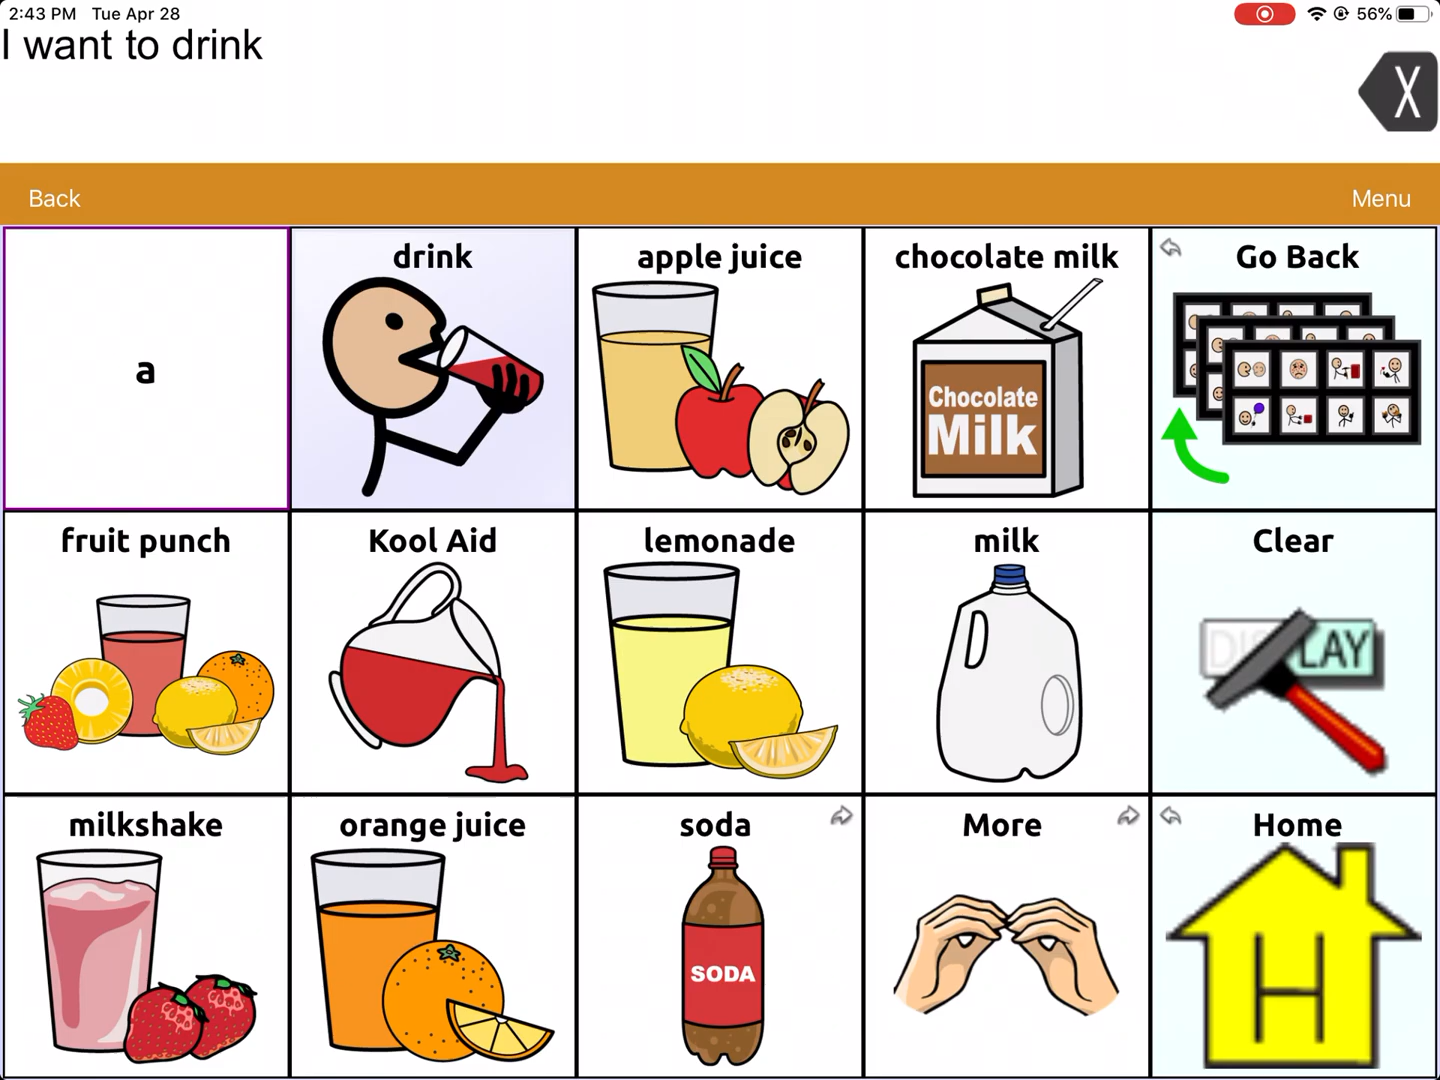 2:43 PM Tue Apr 28
56%
I want to drink
X
Back
Menu
a
drink
apple juice
chocolate milk
Chocolate
Milk
Go Back
fruit punch
Kool Aid
lemonade
milk
Clear
milkshake
orange juice
soda
SODA
More
Home
H